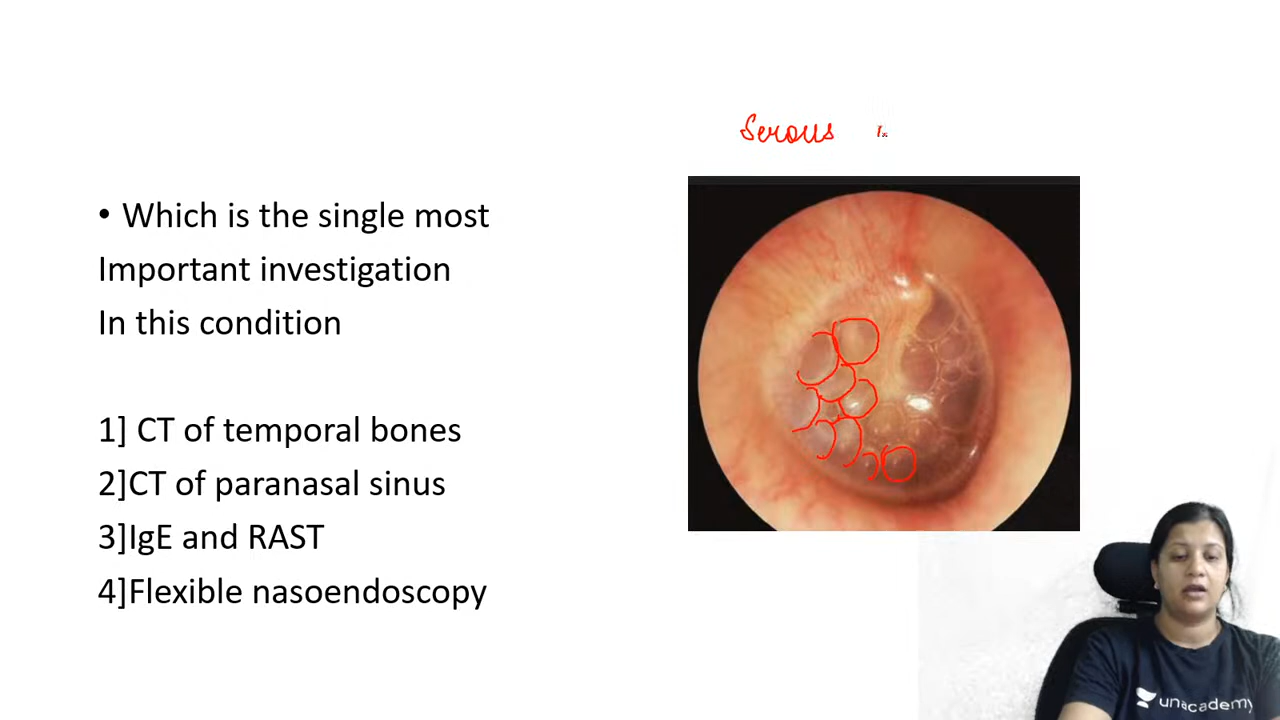 Serous
• Which is the single most
Important investigation
In this condition
1] CT of temporal bones
2]CT of paranasal sinus
3]IgE and RAST
4]Flexible nasoendoscopy
unacademy